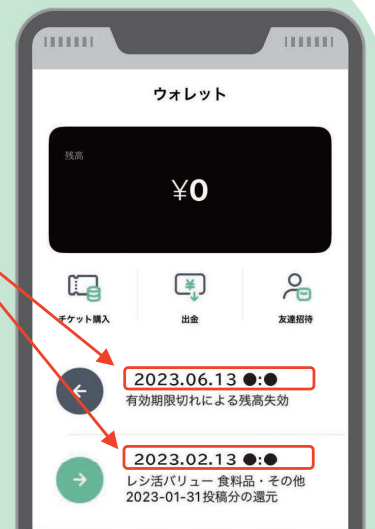 ウォレット
残高
¥0
チケット購入
出金
友達招待
2023.06.13 ●:●
有効期限切れによる残高失効
2023.02.13 ●:●
レシ活バリュー 食料品・その他
2023-01-31投稿分の還元